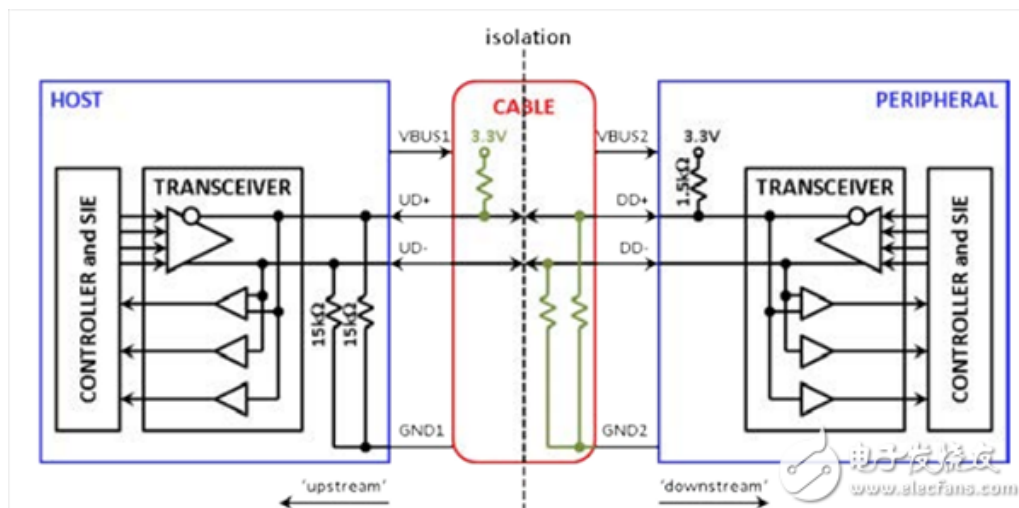 isolation
HOST
CABLE
PERIPHERAL
VBUS1
3.3V
VBUS2
3.3V
1.5kΩ
TRANSCEIVER
TRANSCEIVER
UD+
DD+
UD-
DD-
CONTROLLER and SIE
CONTROLLER and SIE
15kΩ
15kΩ
GND1
GND2
'upstream'
'downstream'
电子发烧友
www.elecfans.com